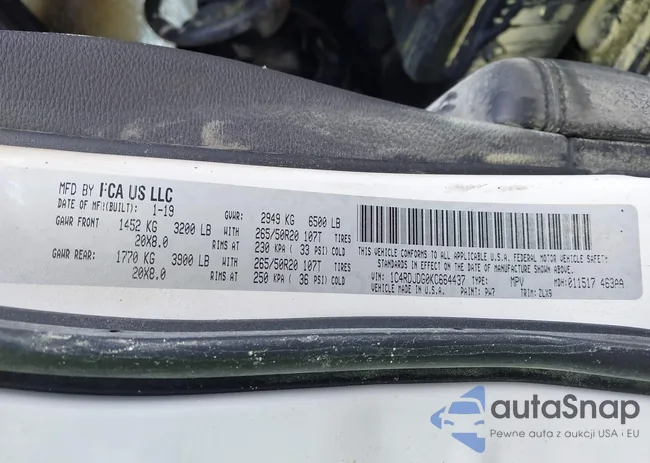 MFD BY FCA US LLC
DATE OF MFR(BUILT): 1-19 GVWR: 2949 KG 6500 LB
GAWR FRONT 1452 KG 3200 LB WITH 265/50R20 107T TIRES
20X8.0 RIMS AT 230 KPA ( 33 PSI) COLD
GAWR REAR: 1770 KG 3900 LB WITH 265/50R20 107T TIRES
20X8.0 RIMS AT 250 KPA ( 36 PSI) COLD
THIS VEHICLE CONFORMS TO ALL APPLICABLE U.S.A. FEDERAL MOTOR VEHICLE SAFETY
STANDARDS IN EFFECT ON THE DATE OF MANUFACTURE SHOWN ABOVE.
VIN: 1C4RDJDG0KC664437 TYPE: MPV MDH: 011517 463AA
VEHICLE MADE IN U.S.A. PAINT: PW7 TRIM: DLX9
autaSnap
Pewne auta z aukcji USA i EU